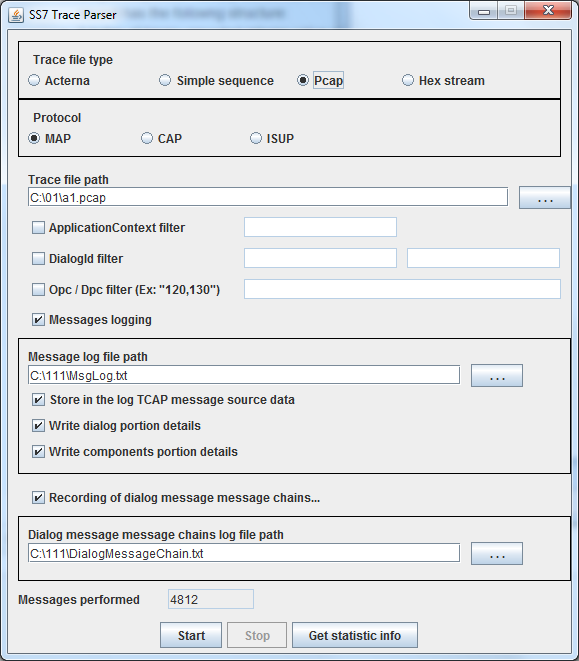 SS7 Trace Parser
Trace file type
Acterna Simple sequence Pcap Hex stream
Protocol
MAP CAP ISUP
Trace file path
C:\01\a1.pcap ...
ApplicationContext filter
DialogId filter
Opc / Dpc filter (Ex: "120,130")
Messages logging
Message log file path
C:\111\MsgLog.txt ...
Store in the log TCAP message source data
Write dialog portion details
Write components portion details
Recording of dialog message message chains...
Dialog message message chains log file path
C:\111\DialogMessageChain.txt ...
Messages performed 4812
Start Stop Get statistic info